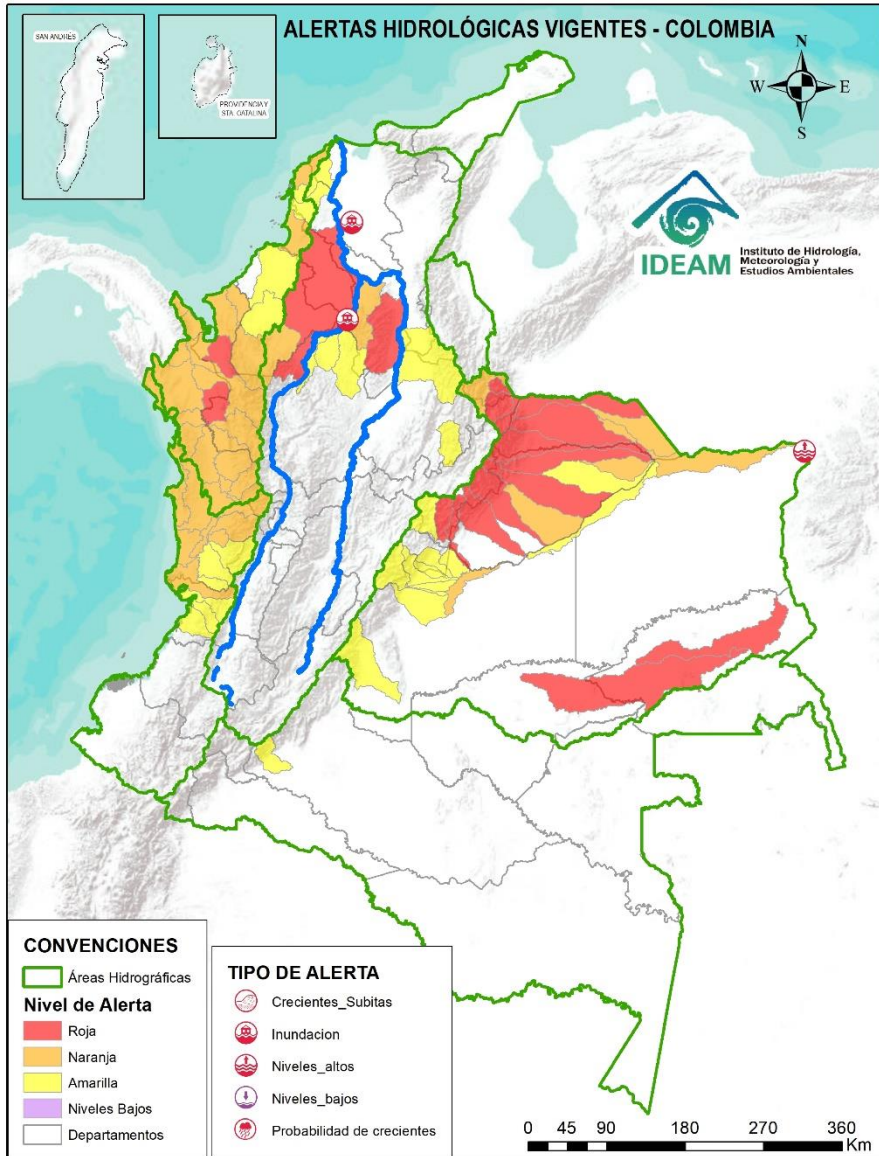 ALERTAS HIDROLÓGICAS VIGENTES - COLOMBIA
SAN ANDRÉS
PROVIDENCIA Y
STA. CATALINA
N
W
E
S
IDEAM
Instituto de Hidrología,
Meteorología y
Estudios Ambientales
CONVENCIONES
Áreas Hidrográficas
Nivel de Alerta
Roja
Naranja
Amarilla
Niveles Bajos
Departamentos
TIPO DE ALERTA
Crecientes_Subitas
Inundacion
Niveles_altos
Niveles_bajos
Probabilidad de crecientes
0 45 90 180 270 360
Km